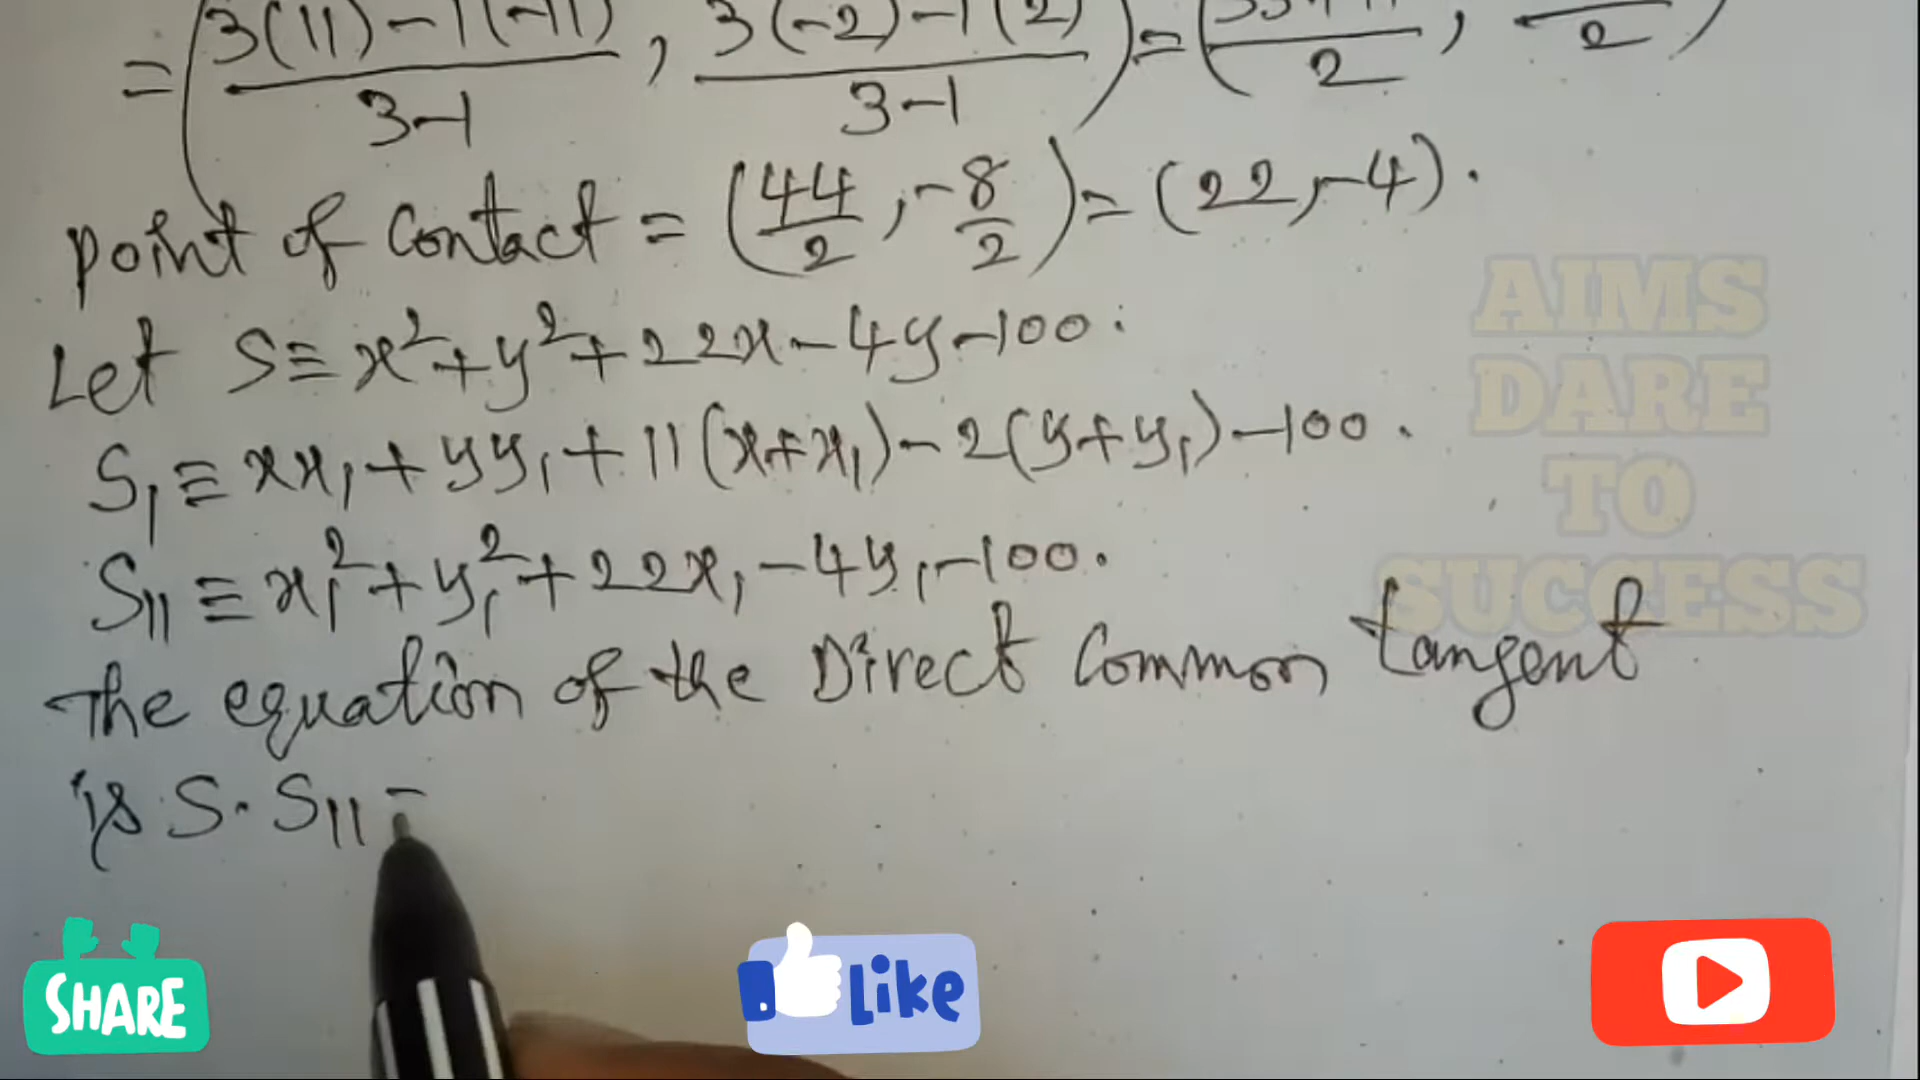 = (3(11)-1(-11)/3-1, 3(-2)-1(2)/3-1) = ( /2, /2)
point of Contact = (44/2, -8/2) = (22, -4).
Let S ≡ x²+y²+22x-4y-100.
S₁ ≡ xx₁+yy₁+11(x+x₁)-2(y+y₁)-100.
S₁₁ ≡ x₁²+y₁²+22x₁-4y₁-100.
The equation of the Direct Common tangent
is S.S₁₁ -
AIMS
DARE
TO
SUCCESS
SHARE
Like